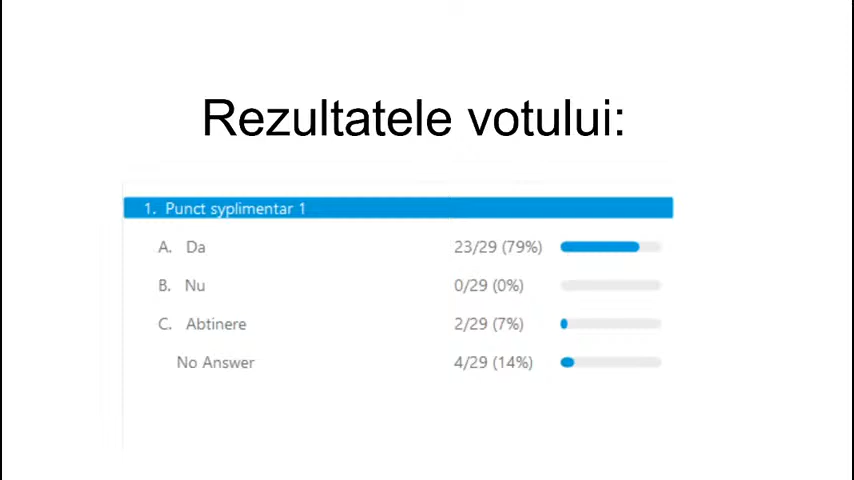 Rezultatele votului:
1. Punct syplimentar 1
A. Da 23/29 (79%)
B. Nu 0/29 (0%)
C. Abtinere 2/29 (7%)
No Answer 4/29 (14%)